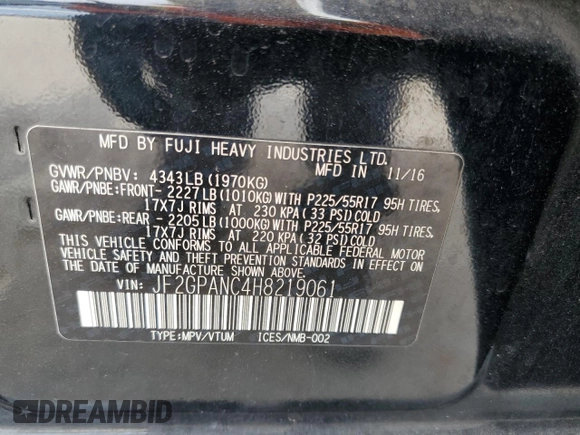 MFD BY FUJI HEAVY INDUSTRIES LTD.
GVWR/PNBV: 4343LB (1970KG) MFD IN 11/16
GAWR/PNBE:FRONT- 2227LB (1010KG) WITH P225/55R17 95H TIRES,
17X7J RIMS AT 230 KPA (33 PSI) COLD
GAWR/PNBE:REAR - 2205LB (1000KG) WITH P225/55R17 95H TIRES,
17X7J RIMS AT 220 KPA (32 PSI) COLD
THIS VEHICLE CONFORMS TO ALL APPLICABLE FEDERAL MOTOR
VEHICLE SAFETY AND THEFT PREVENTION STANDARDS IN EFFECT
ON THE DATE OF MANUFACTURE SHOWN ABOVE.
VIN: JF2GPANC4H8219061
TYPE:MPV/VTUM ICES/NMB-002
DREAMBID